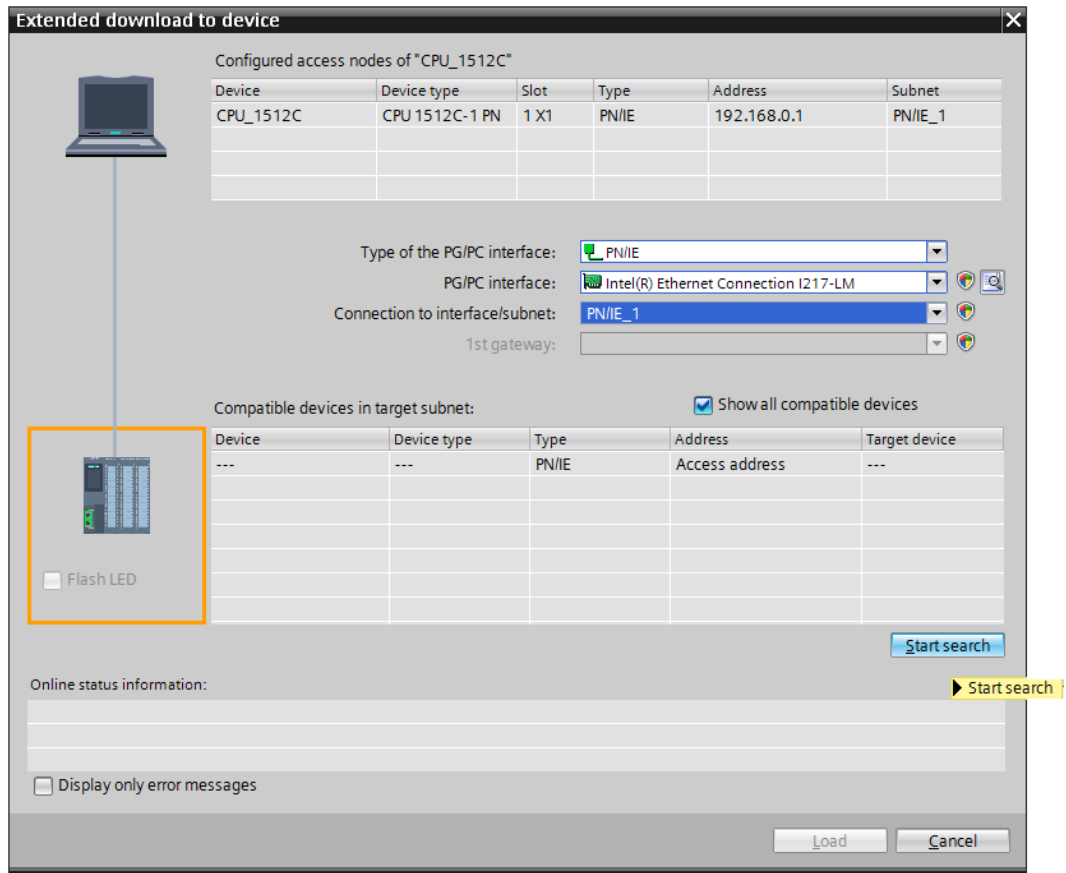 Extended download to device
Configured access nodes of "CPU_1512C"
Device Device type Slot Type Address Subnet
CPU_1512C CPU 1512C-1 PN 1 X1 PN/IE 192.168.0.1 PN/IE_1
Type of the PG/PC interface: PN/IE
PG/PC interface: Intel(R) Ethernet Connection I217-LM
Connection to interface/subnet: PN/IE_1
1st gateway:
Compatible devices in target subnet: Show all compatible devices
Device Device type Type Address Target device
--- --- PN/IE Access address ---
Flash LED
Start search
Online status information:
Start search
Display only error messages
Load Cancel